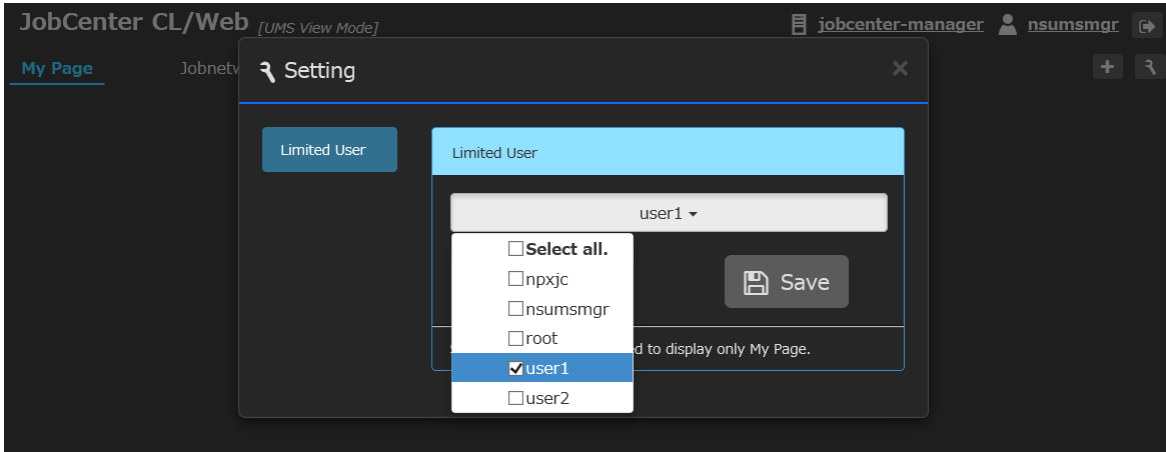 JobCenter CL/Web [UMS View Mode] jobcenter-manager nsumsmgr
My Page Jobnetw
Setting ×
Limited User
Limited User
user1
Select all.
npxjc
nsumsmgr
Save
root
to display only My Page.
user1
user2